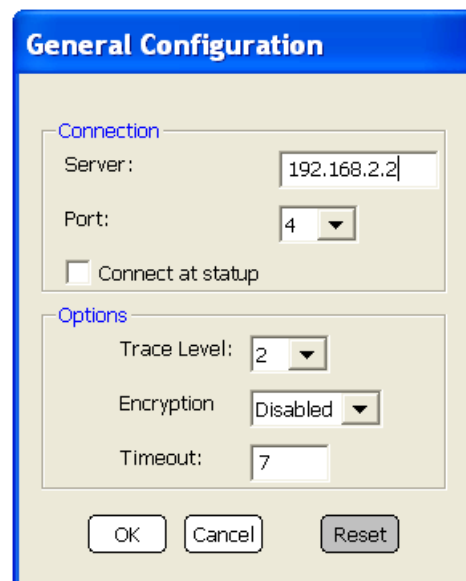 General Configuration
Connection
Server: 192.168.2.2
Port: 4
Connect at statup
Options
Trace Level: 2
Encryption Disabled
Timeout: 7
OK Cancel Reset